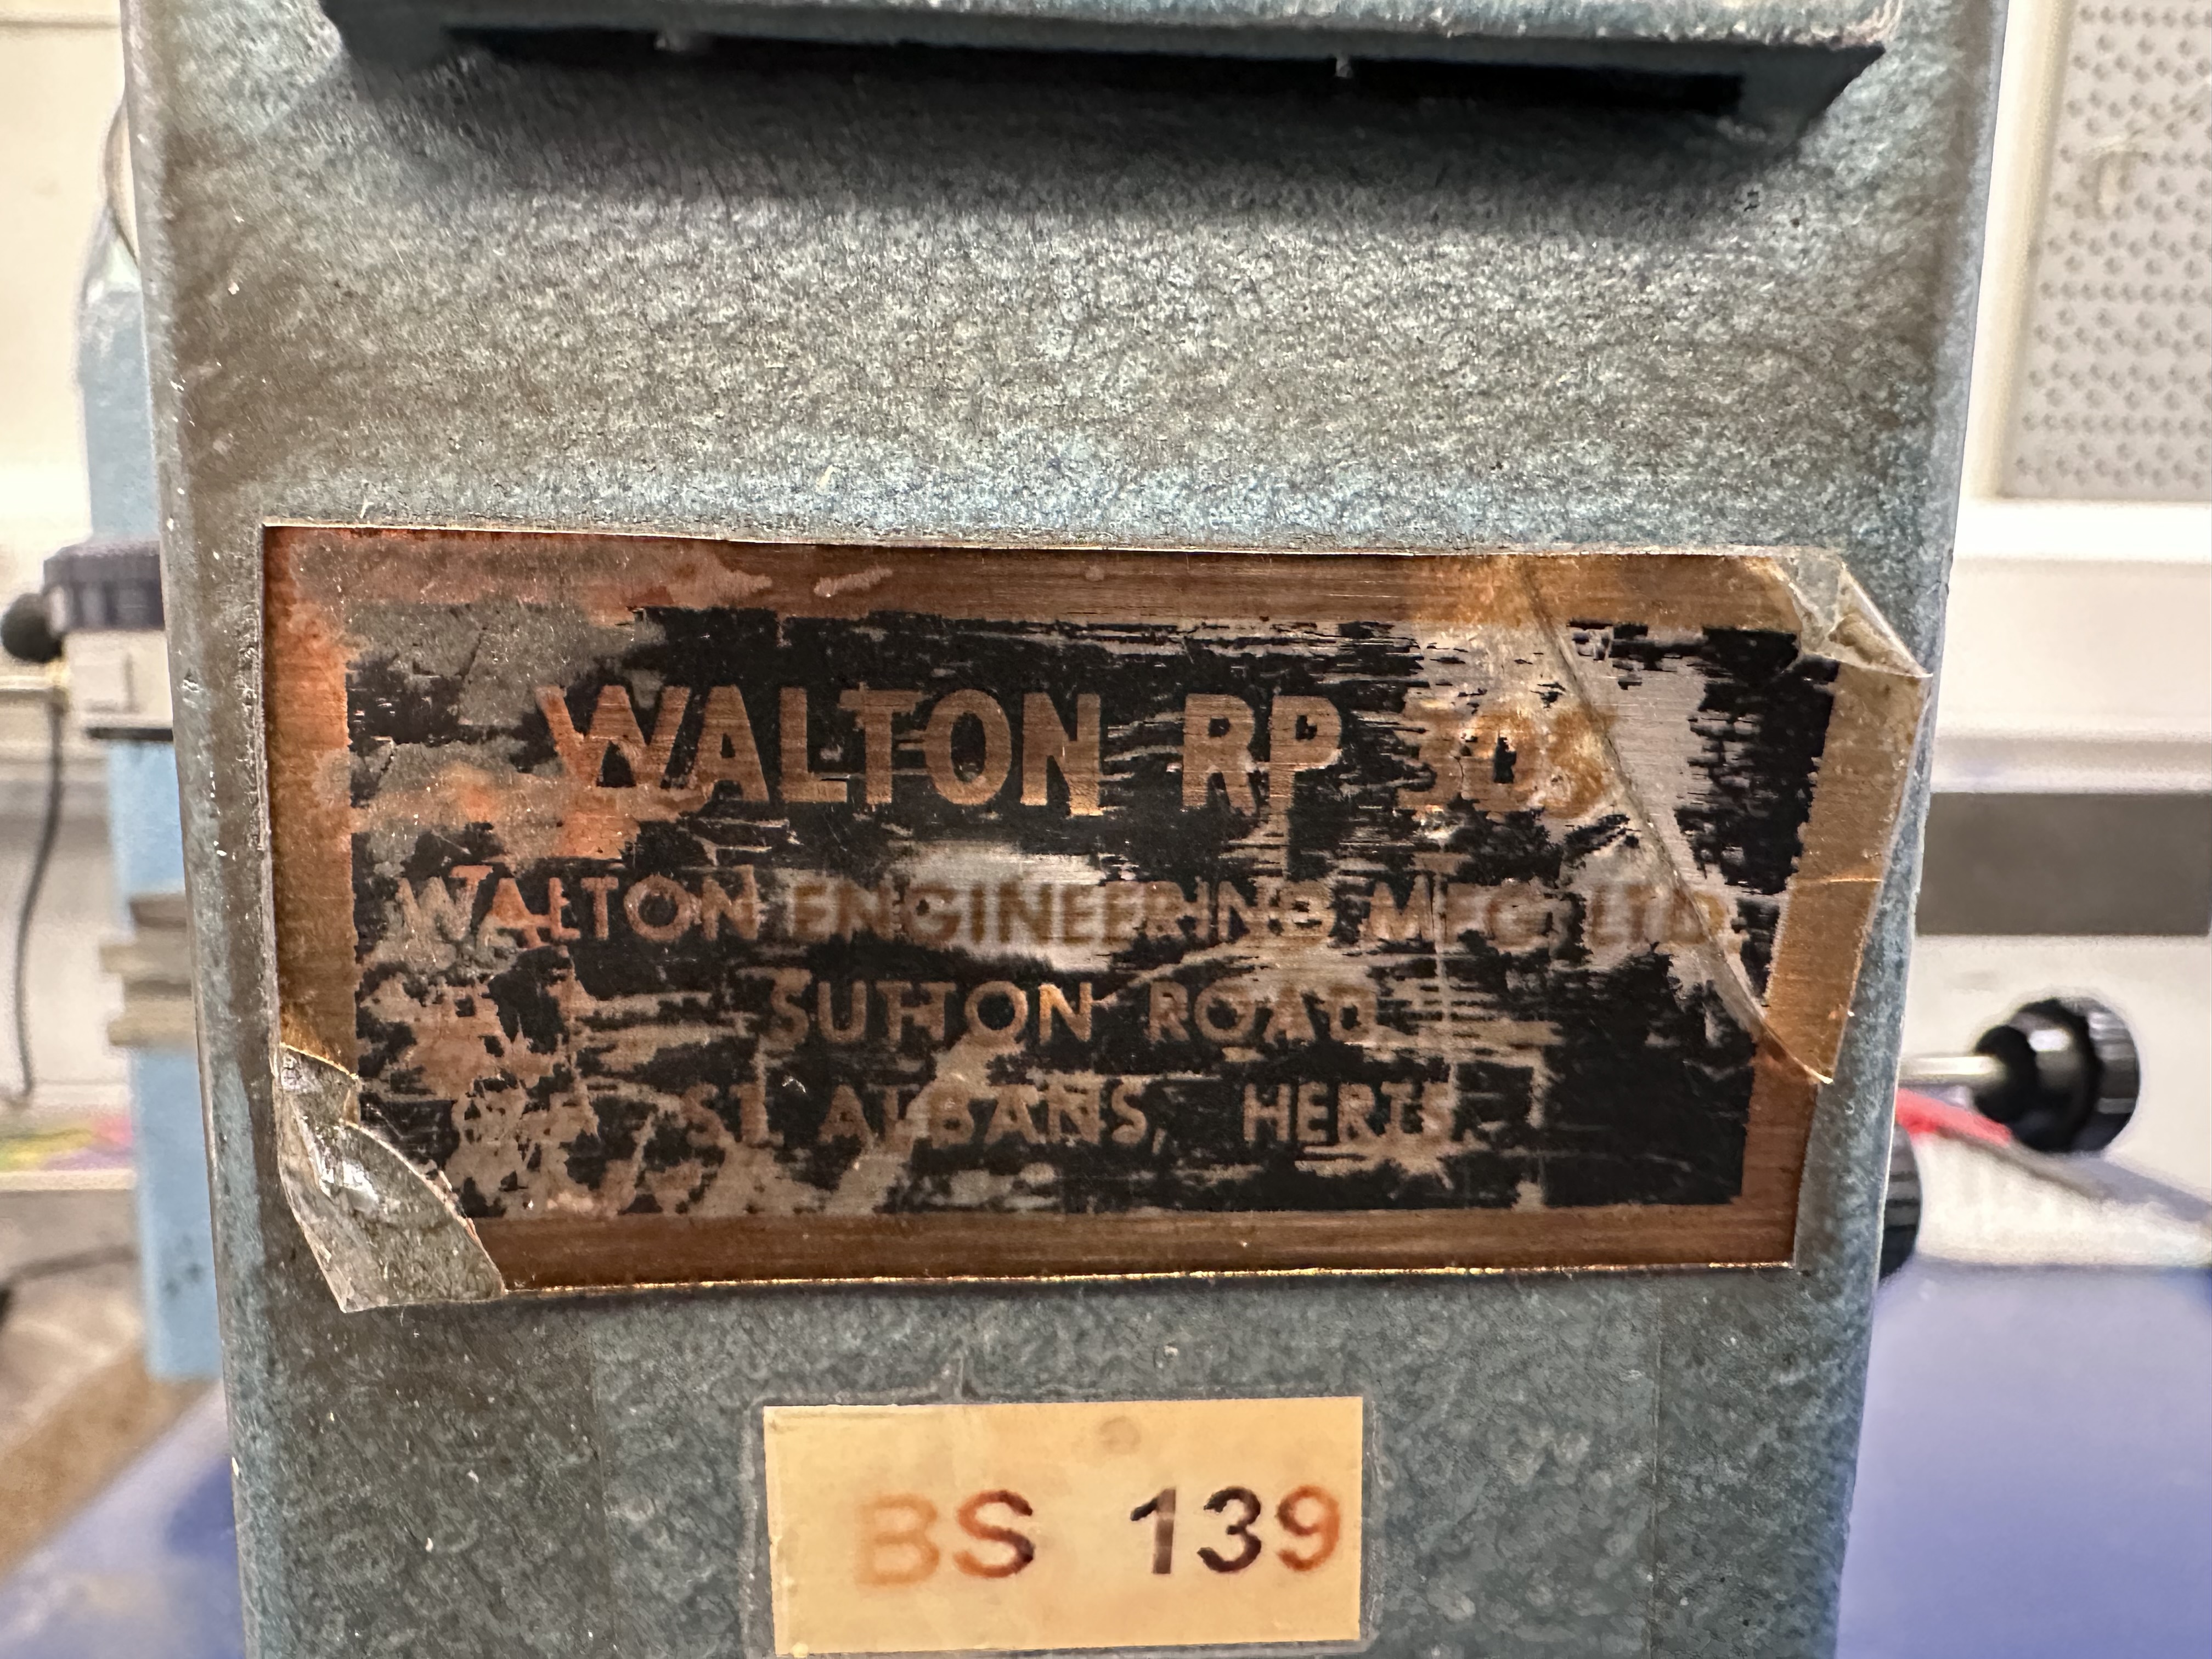 WALTON RP
WALTON ENGINEERING MFG. LTD.
SUTTON ROAD
ST. ALBANS, HERTS.
BS 139